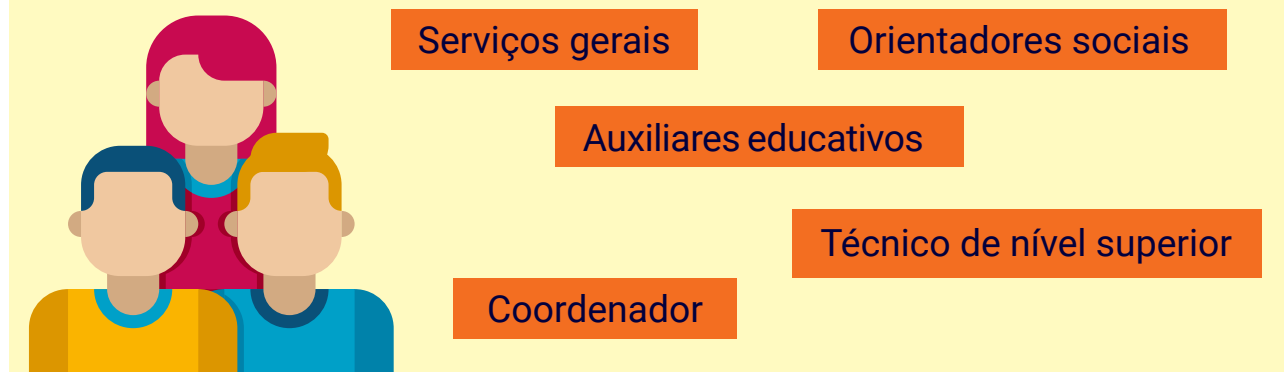 Serviços gerais
Orientadores sociais
Auxiliares educativos
Técnico de nível superior
Coordenador